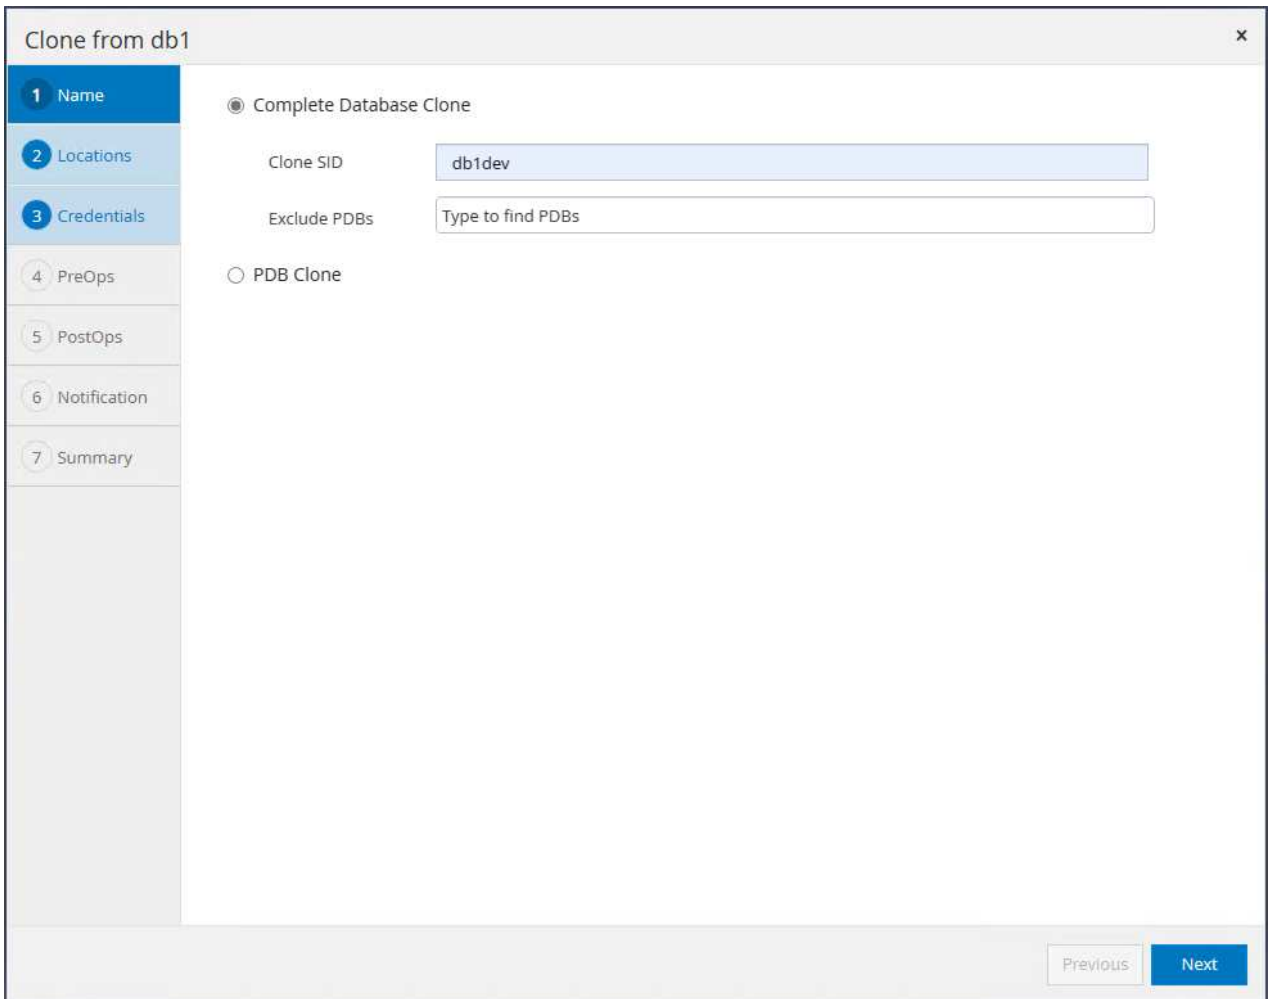 Clone from db1
x
1 Name
2 Locations
3 Credentials
4 PreOps
5 PostOps
6 Notification
7 Summary
Complete Database Clone
Clone SID db1dev
Exclude PDBs Type to find PDBs
PDB Clone
Previous Next